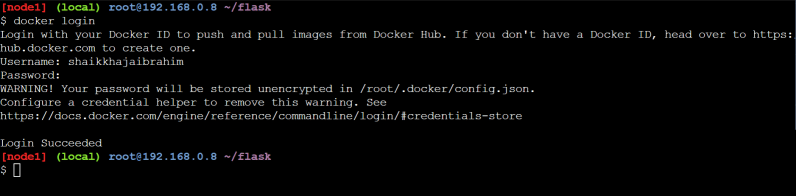 [node1] (local) root@192.168.0.8 ~/flask
$ docker login
Login with your Docker ID to push and pull images from Docker Hub. If you don't have a Docker ID, head over to https:
hub.docker.com to create one.
Username: shaikkhajaibrahim
Password:
WARNING! Your password will be stored unencrypted in /root/.docker/config.json.
Configure a credential helper to remove this warning. See
https://docs.docker.com/engine/reference/commandline/login/#credentials-store
Login Succeeded
[node1] (local) root@192.168.0.8 ~/flask
$